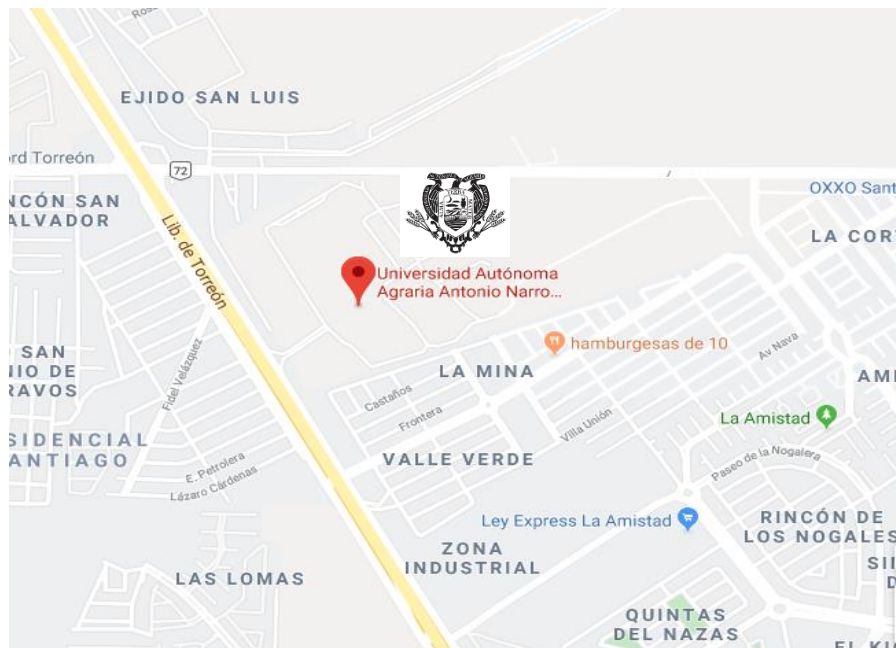 EJIDO SAN LUIS
ord Torreón
72
NCÓN SAN
ALVADOR
OXXO Sant
LA COR
Lib. de Torreón
Universidad Autónoma
Agraria Antonio Narro...
hamburgesas de 10
Av Nava
SAN
NIO DE
RAVOS
Fidel Velázquez
LA MINA
AM
Castaños
Frontera
La Amistad
Villa Unión
SIDENCIAL
ANTIAGO
VALLE VERDE
E. Petrolera
Lázaro Cárdenas
Paseo de la Nogalera
Ley Express La Amistad
RINCÓN DE
LOS NOGALES
ZONA
INDUSTRIAL
LAS LOMAS
SII
D
QUINTAS
DEL NAZAS